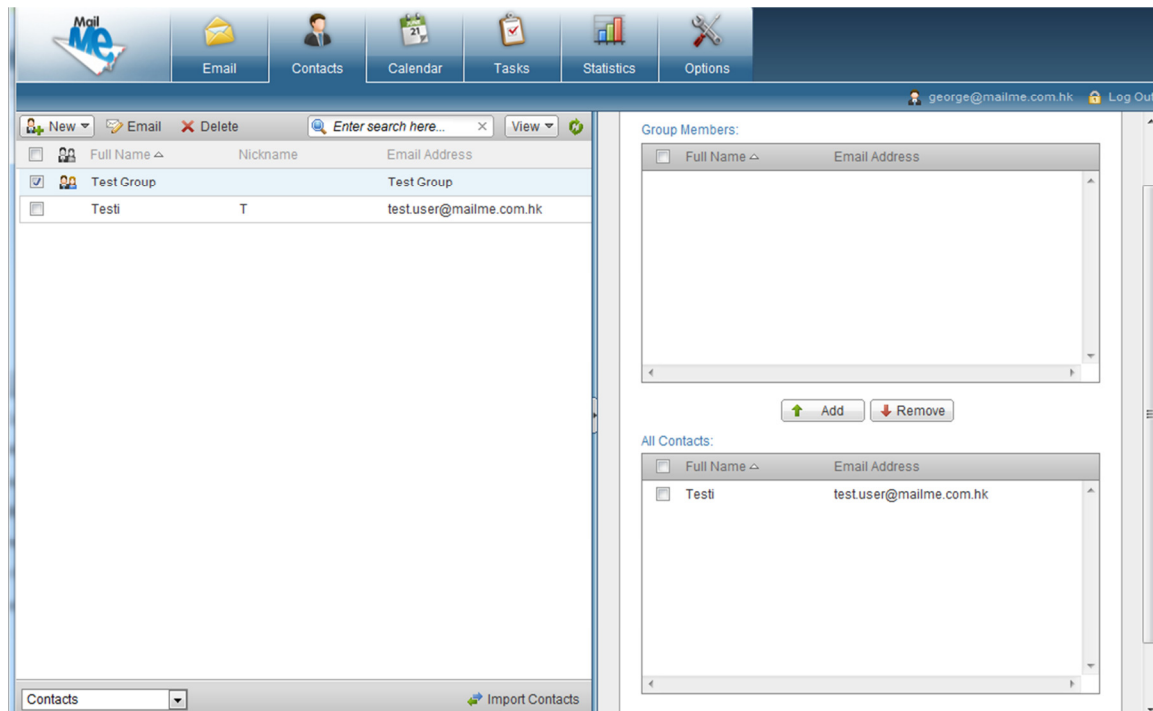 Mail
Me
Email Contacts Calendar Tasks Statistics Options
21
george@mailme.com.hk Log Out
New Email Delete Enter search here... View
Full Name Nickname Email Address
Test Group Test Group
Testi T test.user@mailme.com.hk
Contacts Import Contacts
Group Members:
Full Name Email Address
Add Remove
All Contacts:
Full Name Email Address
Testi test.user@mailme.com.hk